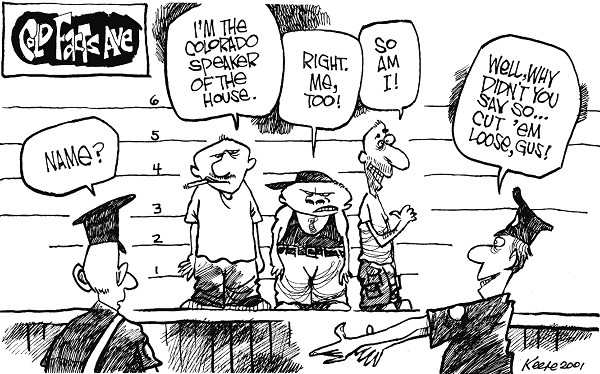 Cold Facts Ave
NAME?
I'M THE
COLORADO
SPEAKER
OF THE
HOUSE.
RIGHT.
ME,
TOO!
SO
AM
I!
WELL, WHY
DIDN'T YOU
SAY SO...
CUT 'EM
LOOSE, GUS!
6
5
4
3
2
1
Keefe 2001